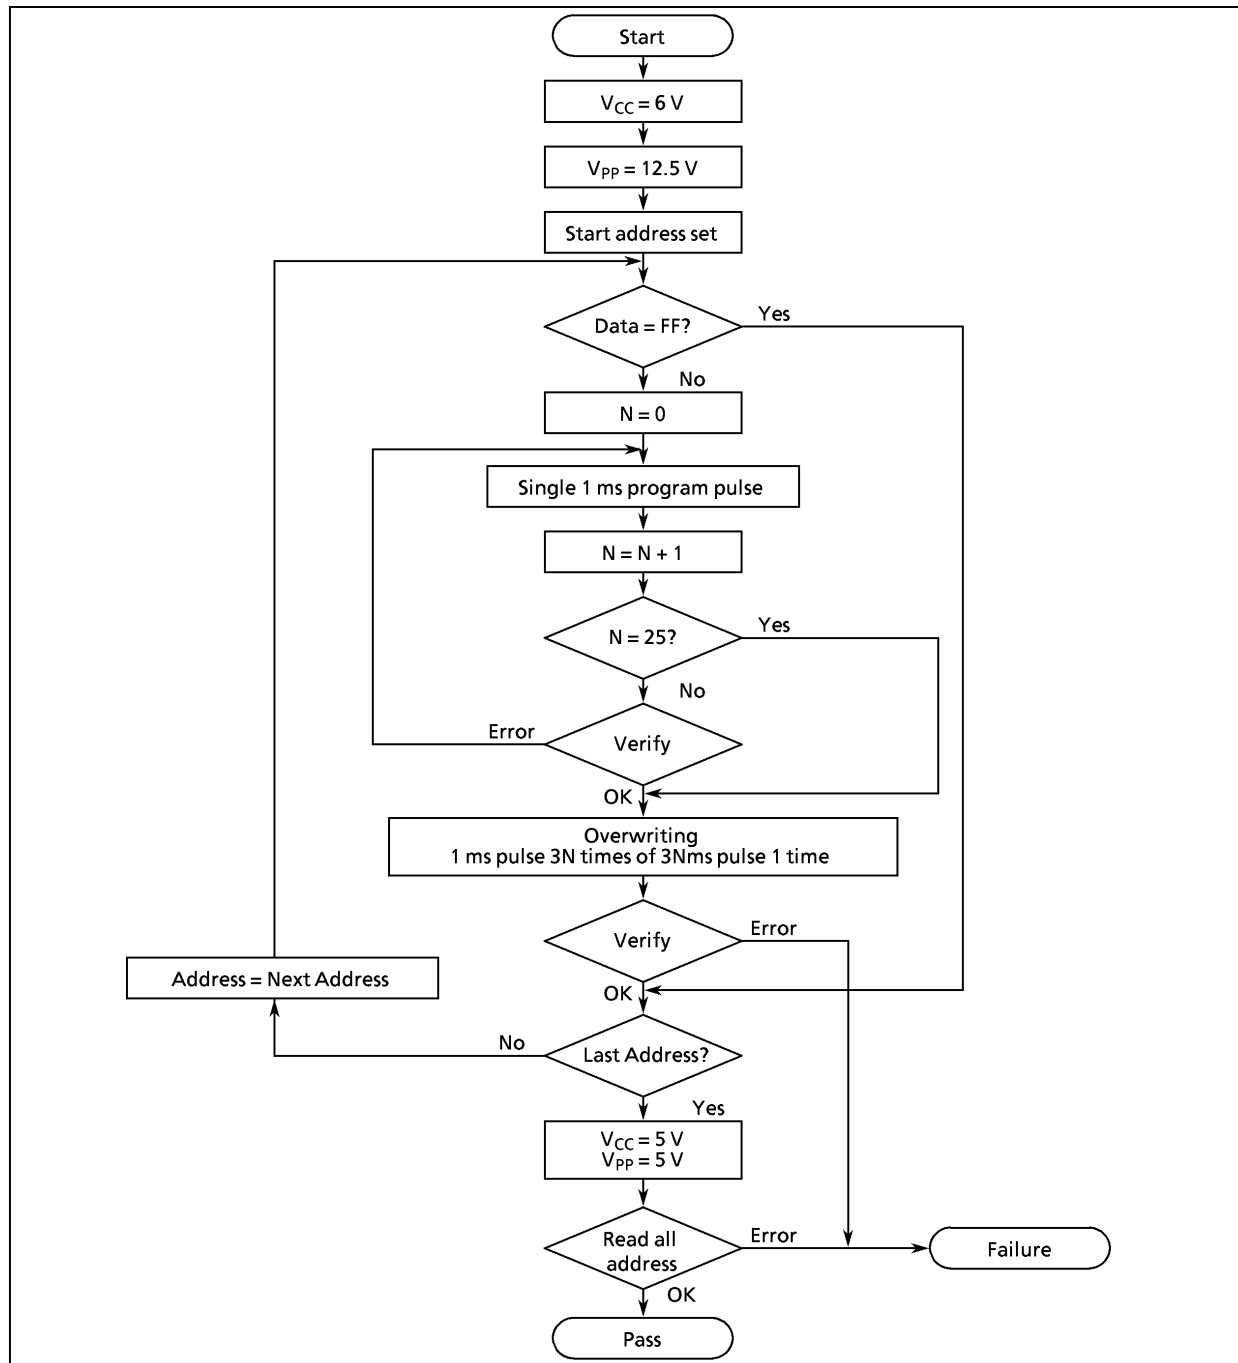 Start
VCC = 6 V
VPP = 12.5 V
Start address set
Data = FF?
Yes
No
N = 0
Single 1 ms program pulse
N = N + 1
N = 25?
Yes
No
Error
Verify
OK
Overwriting
1 ms pulse 3N times of 3Nms pulse 1 time
Verify
Error
Address = Next Address
OK
No
Last Address?
Yes
VCC = 5 V
VPP = 5 V
Read all
address
Error
Failure
OK
Pass